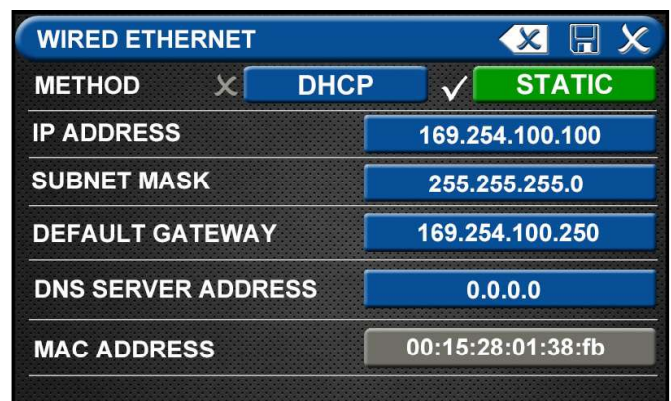 WIRED ETHERNET
METHOD DHCP STATIC
IP ADDRESS 169.254.100.100
SUBNET MASK 255.255.255.0
DEFAULT GATEWAY 169.254.100.250
DNS SERVER ADDRESS 0.0.0.0
MAC ADDRESS 00:15:28:01:38:fb